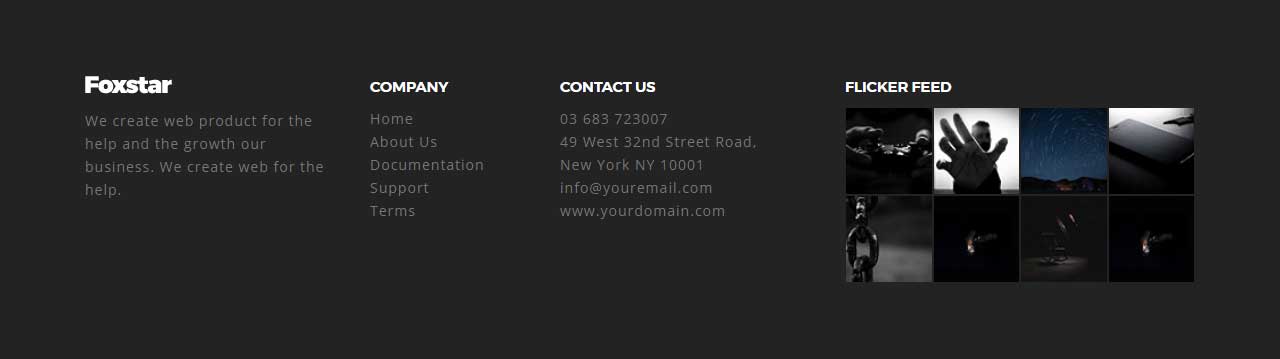 Foxstar
We create web product for the
help and the growth our
business. We create web for the
help.
COMPANY
Home
About Us
Documentation
Support
Terms
CONTACT US
03 683 723007
49 West 32nd Street Road,
New York NY 10001
info@youremail.com
www.yourdomain.com
FLICKER FEED